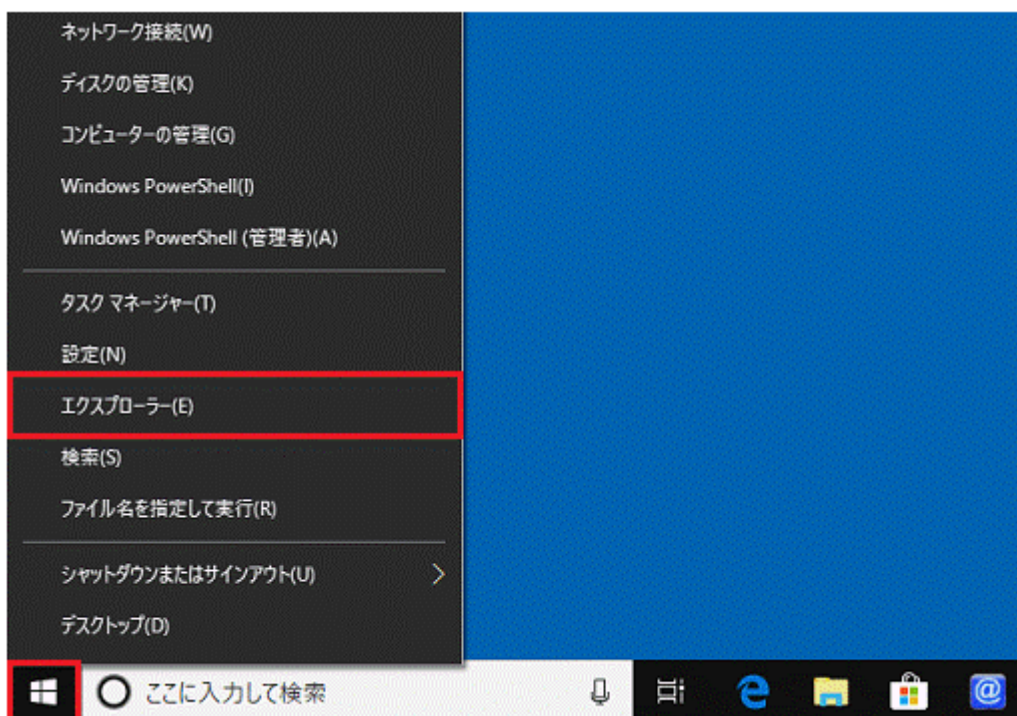 ネットワーク接続(W)
ディスクの管理(K)
コンピューターの管理(G)
Windows PowerShell(I)
Windows PowerShell (管理者)(A)
タスク マネージャー(T)
設定(N)
エクスプローラー(E)
検索(S)
ファイル名を指定して実行(R)
シャットダウンまたはサインアウト(U)
デスクトップ(D)
ここに入力して検索